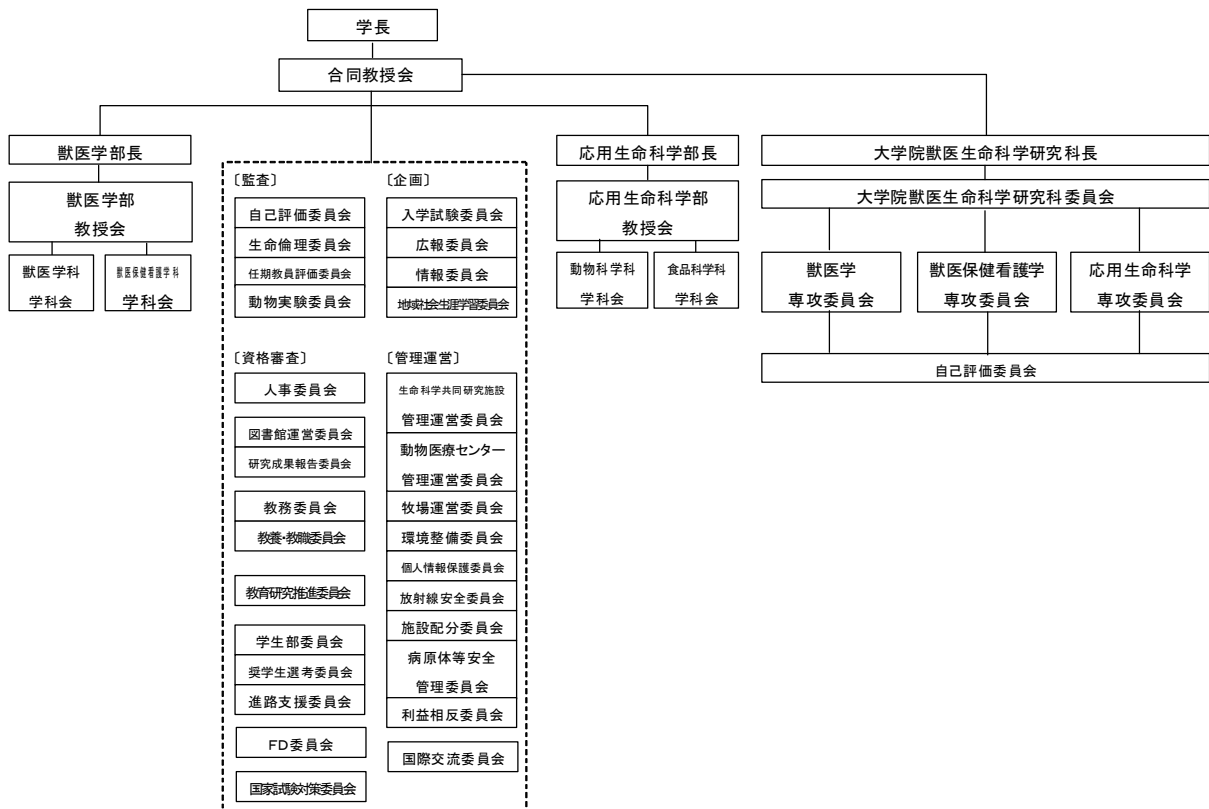 学長
合同教授会
獣医学部長
獣医学部
教授会
獣医学科
学科会
獣医保健看護学科
学科会
〔監査〕
自己評価委員会
生命倫理委員会
任期教員評価委員会
動物実験委員会
〔企画〕
入学試験委員会
広報委員会
情報委員会
地域社会生涯学習委員会
〔資格審査〕
人事委員会
図書館運営委員会
研究成果報告委員会
教務委員会
教養・教職委員会
教育研究推進委員会
学生部委員会
奨学生選考委員会
進路支援委員会
FD委員会
国家試験対策委員会
〔管理運営〕
生命科学共同研究施設
管理運営委員会
動物医療センター
管理運営委員会
牧場運営委員会
環境整備委員会
個人情報保護委員会
放射線安全委員会
施設配分委員会
病原体等安全
管理委員会
利益相反委員会
国際交流委員会
応用生命科学部長
応用生命科学部
教授会
動物科学科
学科会
食品科学科
学科会
大学院獣医生命科学研究科長
大学院獣医生命科学研究科委員会
獣医学
専攻委員会
獣医保健看護学
専攻委員会
応用生命科学
専攻委員会
自己評価委員会